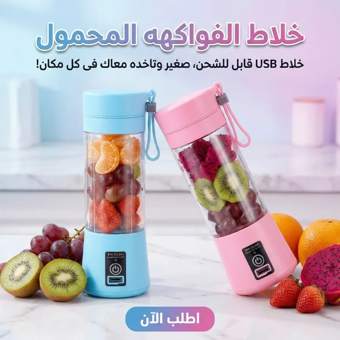 خلاط الفواكهه المحمول
خلاط USB قابل للشحن، صغير وتاخده معاك فى كل مكان!
اطلب الآن